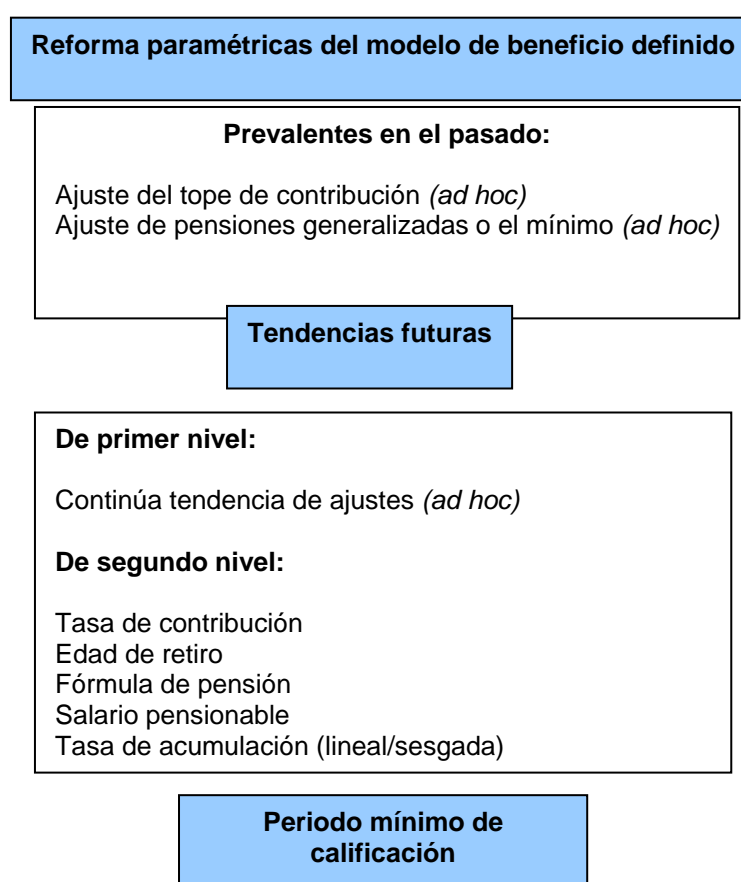 Reforma paramétricas del modelo de beneficio definido
Prevalentes en el pasado:
Ajuste del tope de contribución (ad hoc)
Ajuste de pensiones generalizadas o el mínimo (ad hoc)
Tendencias futuras
De primer nivel:
Continúa tendencia de ajustes (ad hoc)
De segundo nivel:
Tasa de contribución
Edad de retiro
Fórmula de pensión
Salario pensionable
Tasa de acumulación (lineal/sesgada)
Periodo mínimo de
calificación